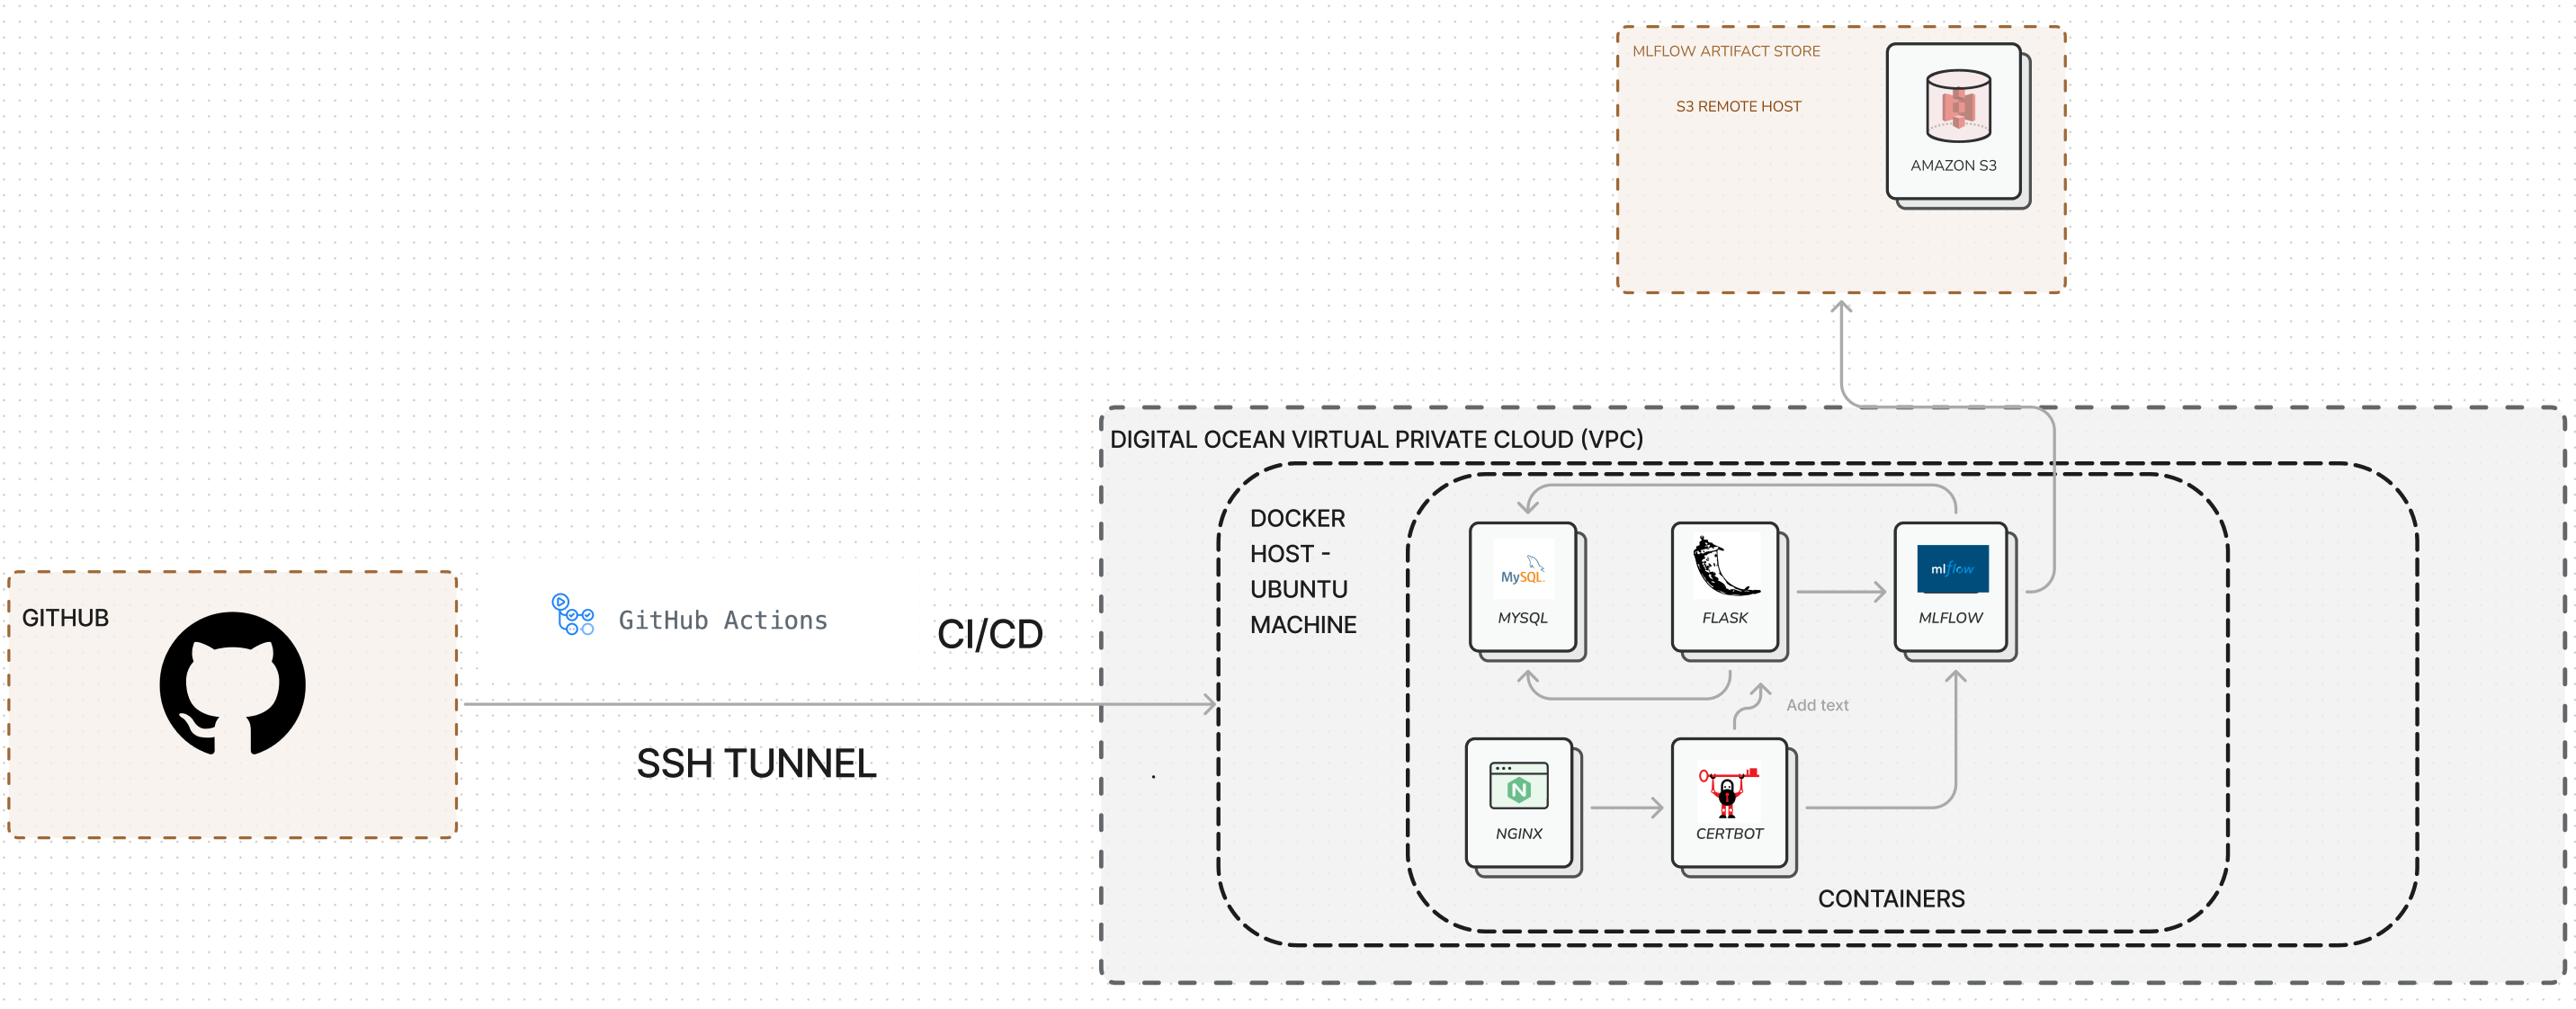 MLFLOW ARTIFACT STORE
S3 REMOTE HOST
AMAZON S3
DIGITAL OCEAN VIRTUAL PRIVATE CLOUD (VPC)
DOCKER
HOST -
UBUNTU
MACHINE
MySQL.
MYSQL
FLASK
mlflow
MLFLOW
GITHUB
GitHub Actions
CI/CD
SSH TUNNEL
Add text
N
NGINX
CERTBOT
CONTAINERS